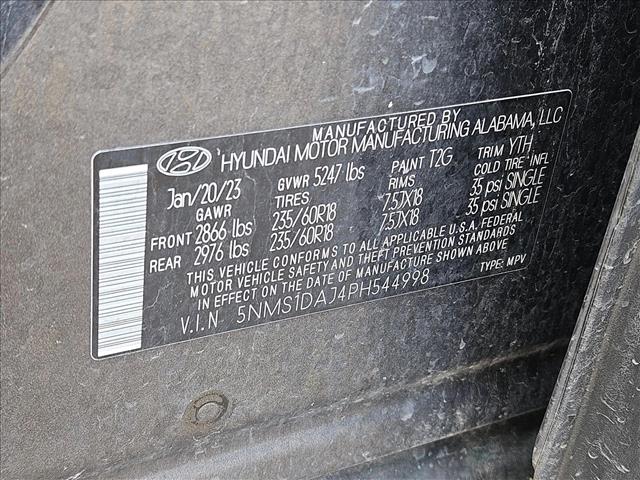 MANUFACTURED BY
HYUNDAI MOTOR MANUFACTURING ALABAMA, LLC
Jan/20/23 GVWR 5247 lbs PAINT T2G TRIM YTH
GAWR TIRES RIMS COLD TIRE INFL
FRONT 2866 lbs 235/60R18 7.5JX18 35 psi SINGLE
REAR 2976 lbs 235/60R18 7.5JX18 35 psi SINGLE
THIS VEHICLE CONFORMS TO ALL APPLICABLE U.S.A. FEDERAL
MOTOR VEHICLE SAFETY AND THEFT PREVENTION STANDARDS
IN EFFECT ON THE DATE OF MANUFACTURE SHOWN ABOVE
V.I.N 5NMS1DAJ4PH544998 TYPE: MPV